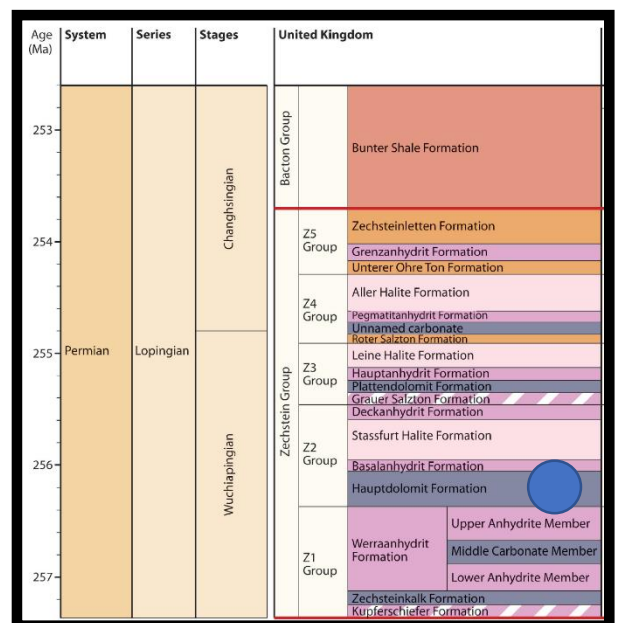 Age
(Ma)
System
Series
Stages
United Kingdom
253
254
255
256
257
Permian
Lopingian
Changhsingian
Wuchiapingian
Bacton Group
Zechstein Group
Bunter Shale Formation
Z5
Group
Zechsteinletten Formation
Grenzanhydrit Formation
Unterer Ohre Ton Formation
Z4
Group
Aller Halite Formation
Pegmatitanhydrit Formation
Unnamed carbonate
Roter Salzton Formation
Z3
Group
Leine Halite Formation
Hauptanhydrit Formation
Plattendolomit Formation
Grauer Salzton Formation
Z2
Group
Deckanhydrit Formation
Stassfurt Halite Formation
Basalanhydrit Formation
Hauptdolomit Formation
Z1
Group
Werraanhydrit
Formation
Upper Anhydrite Member
Middle Carbonate Member
Lower Anhydrite Member
Zechsteinkalk Formation
Kupferschiefer Formation